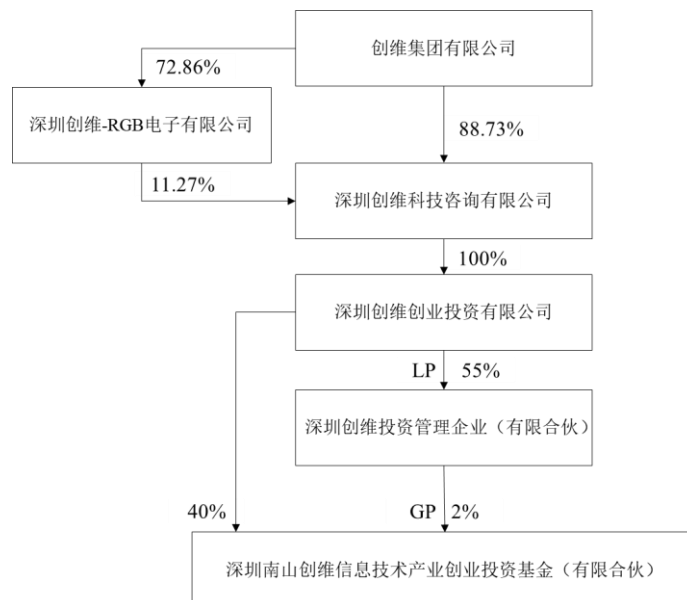 创维集团有限公司
72.86%
深圳创维-RGB电子有限公司
88.73%
11.27%
深圳创维科技咨询有限公司
100%
深圳创维创业投资有限公司
LP 55%
深圳创维投资管理企业（有限合伙）
40% GP 2%
深圳南山创维信息技术产业创业投资基金（有限合伙）